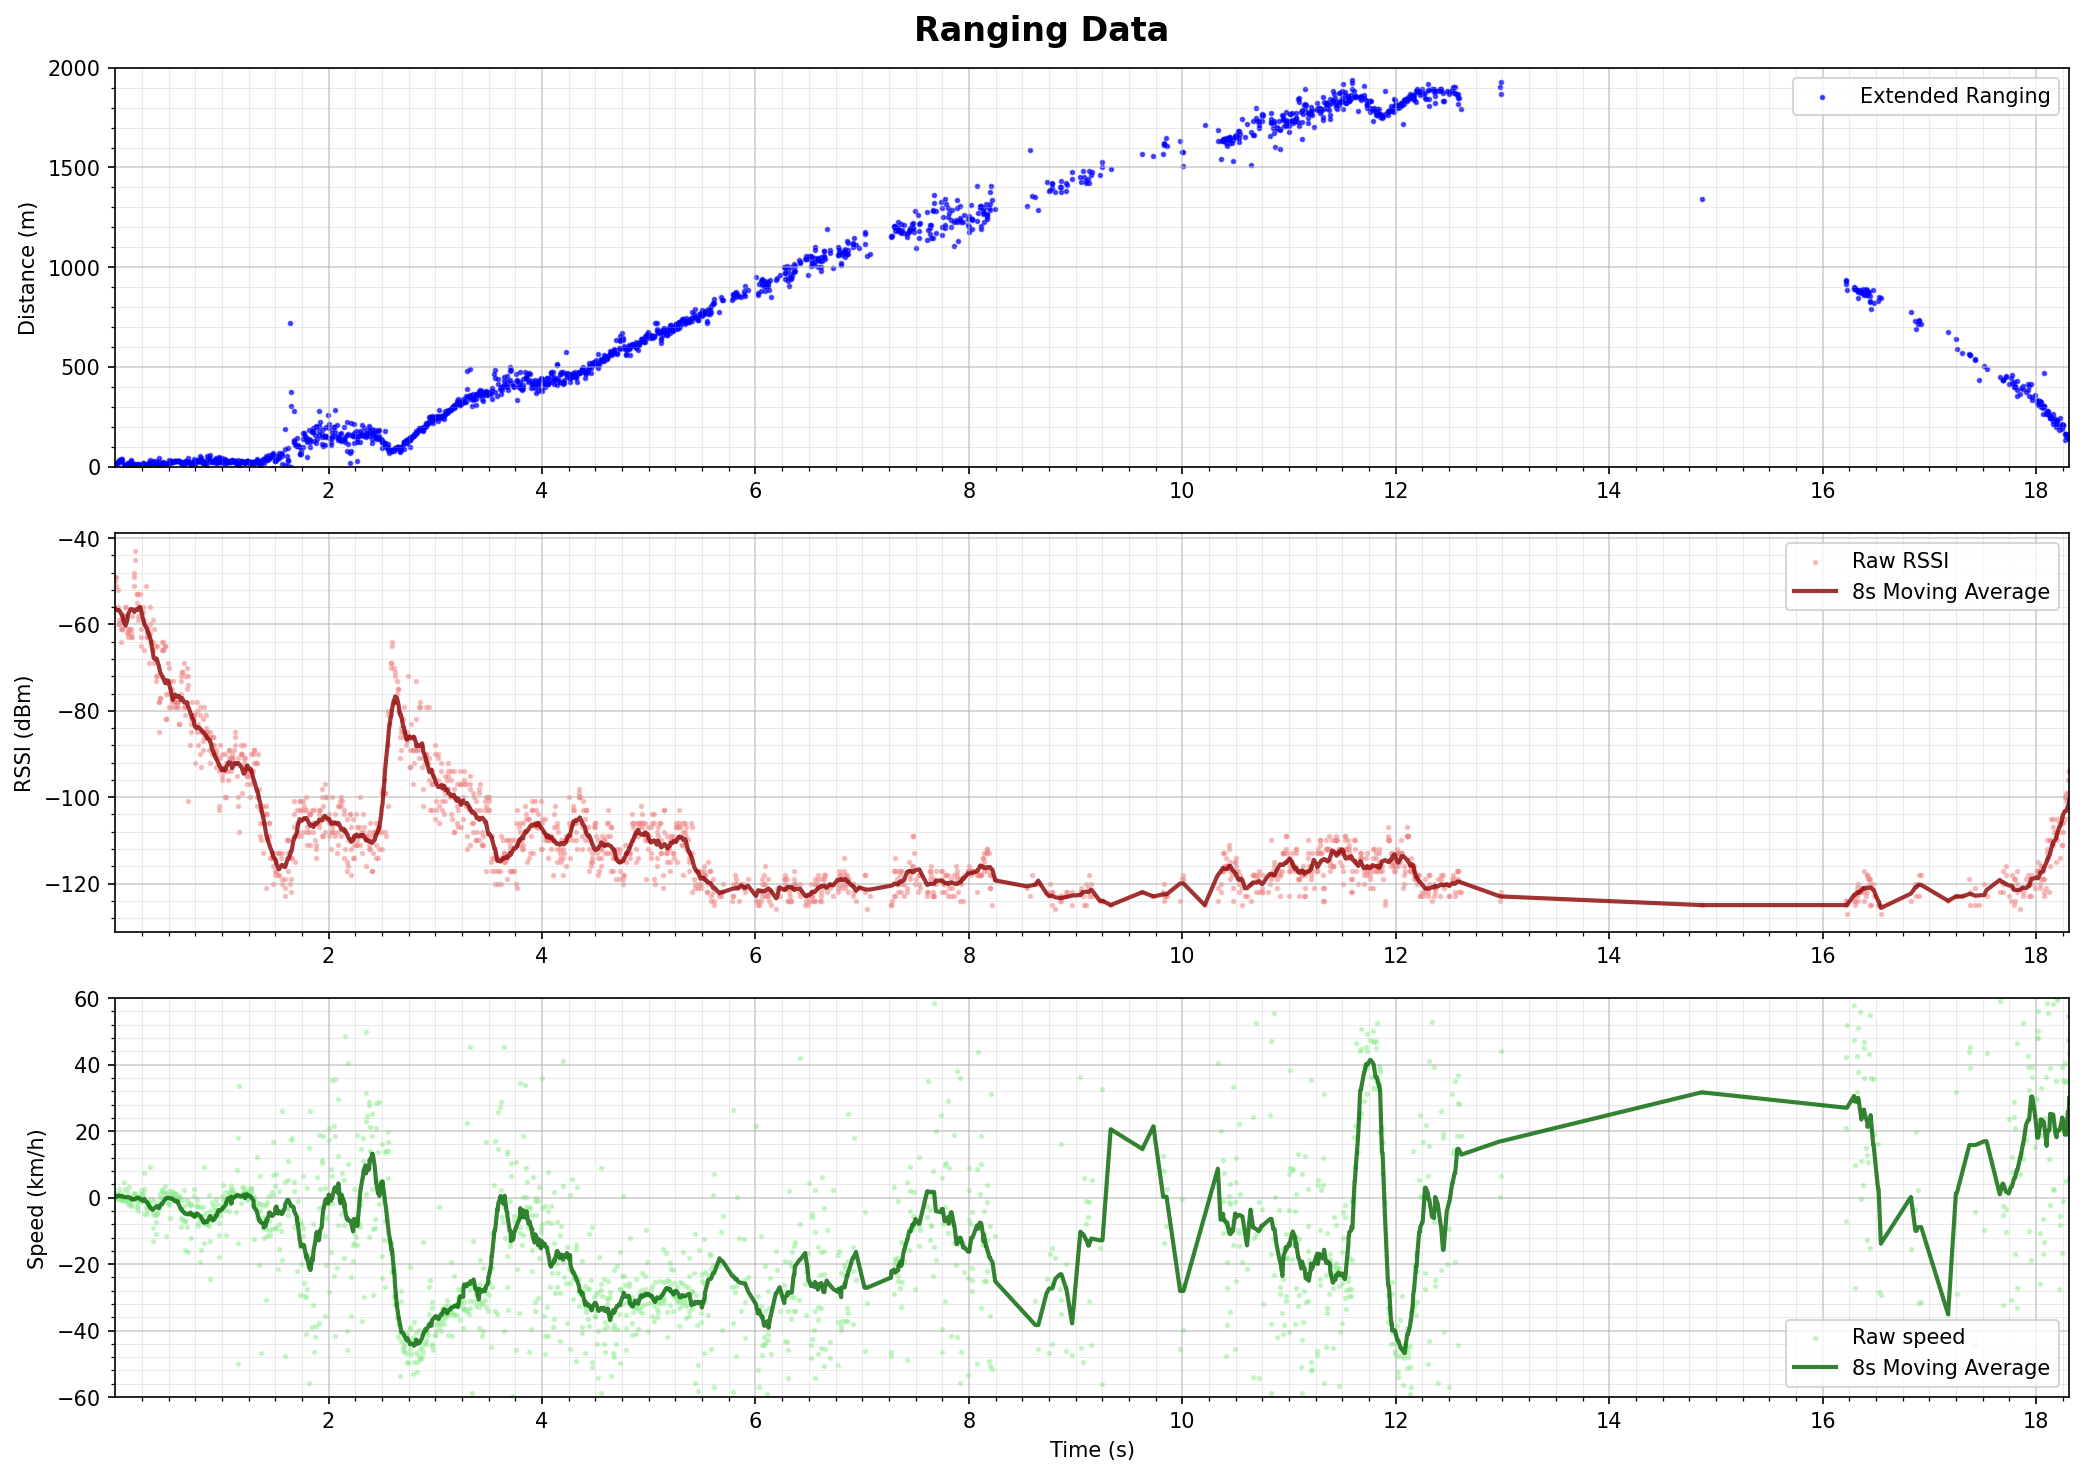 Ranging Data
2000
1500
1000
500
0
Distance (m)
Extended Ranging
2 4 6 8 10 12 14 16 18
−40
−60
−80
−100
−120
RSSI (dBm)
Raw RSSI
8s Moving Average
2 4 6 8 10 12 14 16 18
60
40
20
0
−20
−40
−60
Speed (km/h)
Raw speed
8s Moving Average
2 4 6 8 10 12 14 16 18
Time (s)